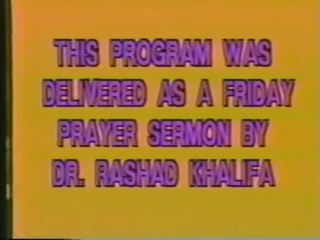 THIS PROGRAM WAS
DELIVERED AS A FRIDAY
PRAYER SERMON BY
DR. RASHAD KHALIFA